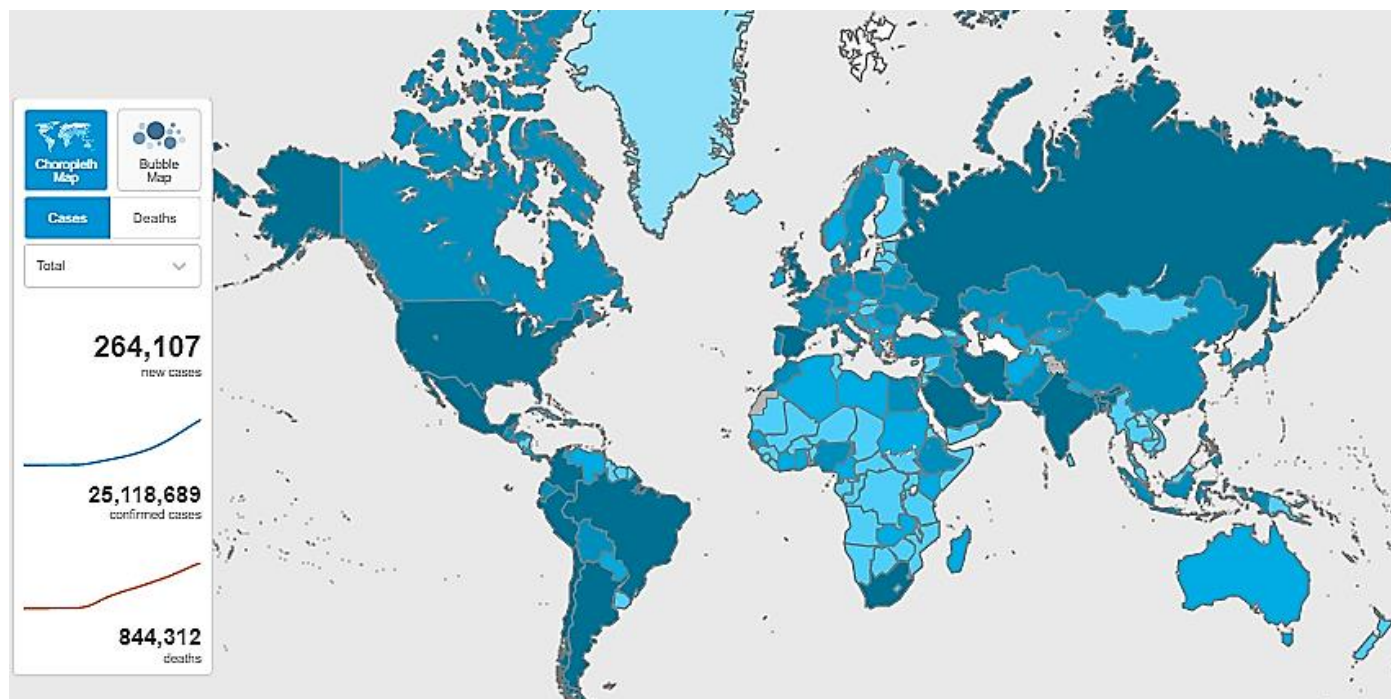 Choropleth
Map
Bubble
Map
Cases
Deaths
Total
264,107
new cases
25,118,689
confirmed cases
844,312
deaths